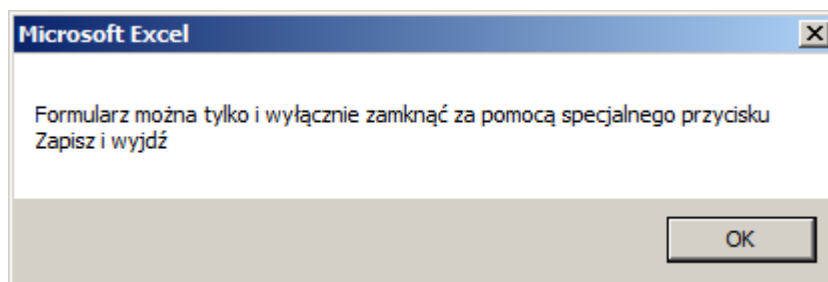 Microsoft Excel
Formularz można tylko i wyłącznie zamknąć za pomocą specjalnego przycisku
Zapisz i wyjdź
OK